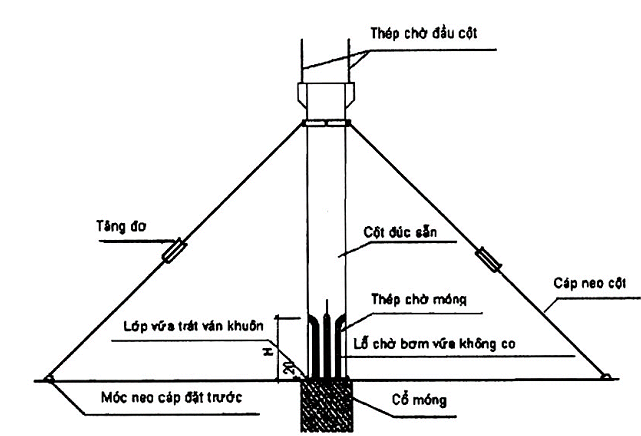 Thép chờ đầu cột
Tăng đơ
Cột đúc sẵn
Cáp neo cột
Thép chờ móng
Lớp vữa trát ván khuôn
Lỗ chờ bơm vữa không co
H
20
Móc neo cáp đặt trước
Cổ móng